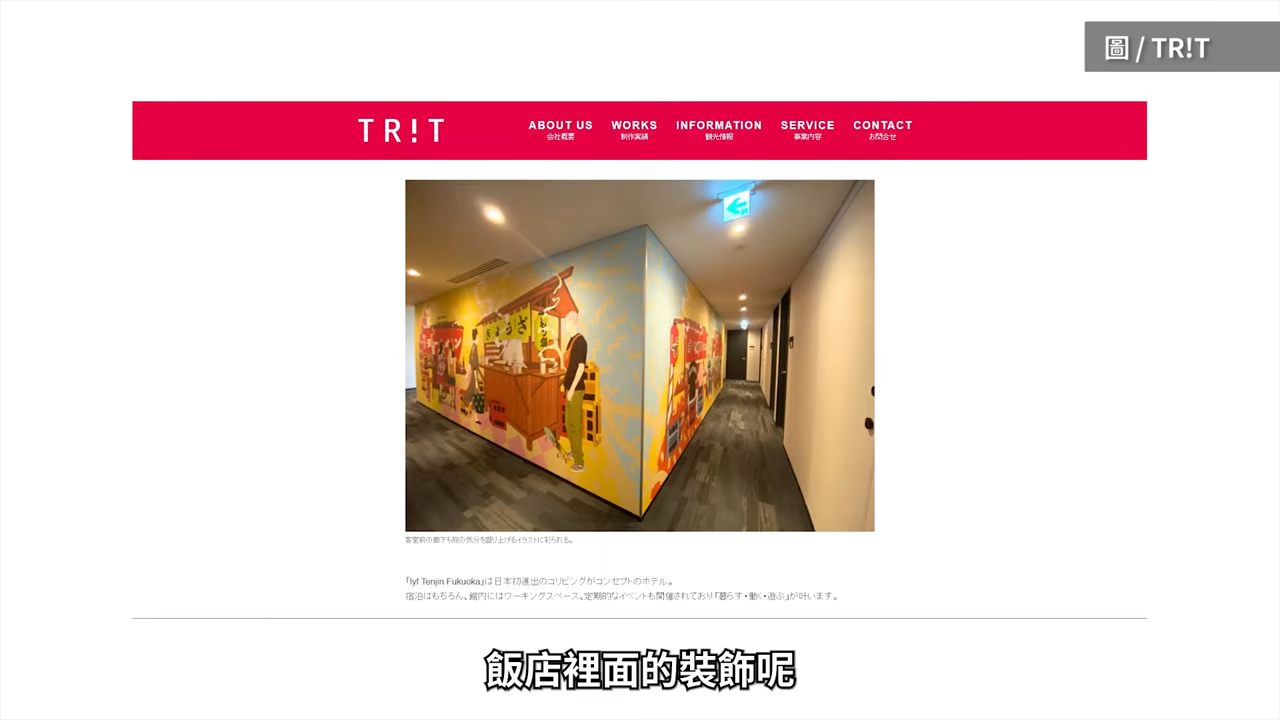 圖 / TR!T
TR!T
ABOUT US
会社概要
WORKS
制作実績
INFORMATION
観光情報
SERVICE
事業内容
CONTACT
お問合せ
ぎょうざ
客室前の廊下も旅の気分を盛り上げるイラストに彩られる。
「lyf Tenjin Fukuoka」は日本初進出のコリビングがコンセプトのホテル。
宿泊はもちろん、館内にはワーキングスペース、定期的なイベントも開催されており「暮らす・働く・遊ぶ」が叶います。
飯店裡面的裝飾呢